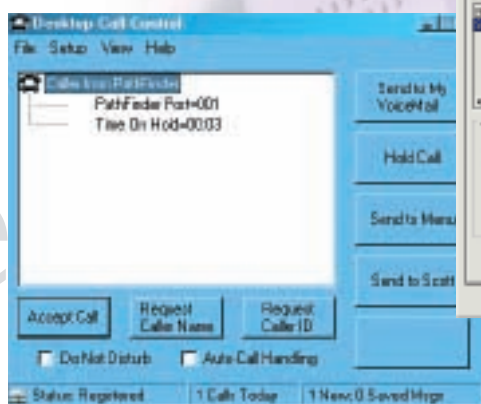 Desktop Call Control
File Setup View Help
Caller from PathFinder
PathFinder Port=001
Time On Hold=00:03
Send to My
VoiceMail
Hold Call
Send to Menu
Send to Scott
Accept Call
Request
Caller Name
Request
Caller ID
Do Not Disturb
Auto-Call Handling
Status: Registered
1 Calls Today
1 New; 0 Saved Msgs